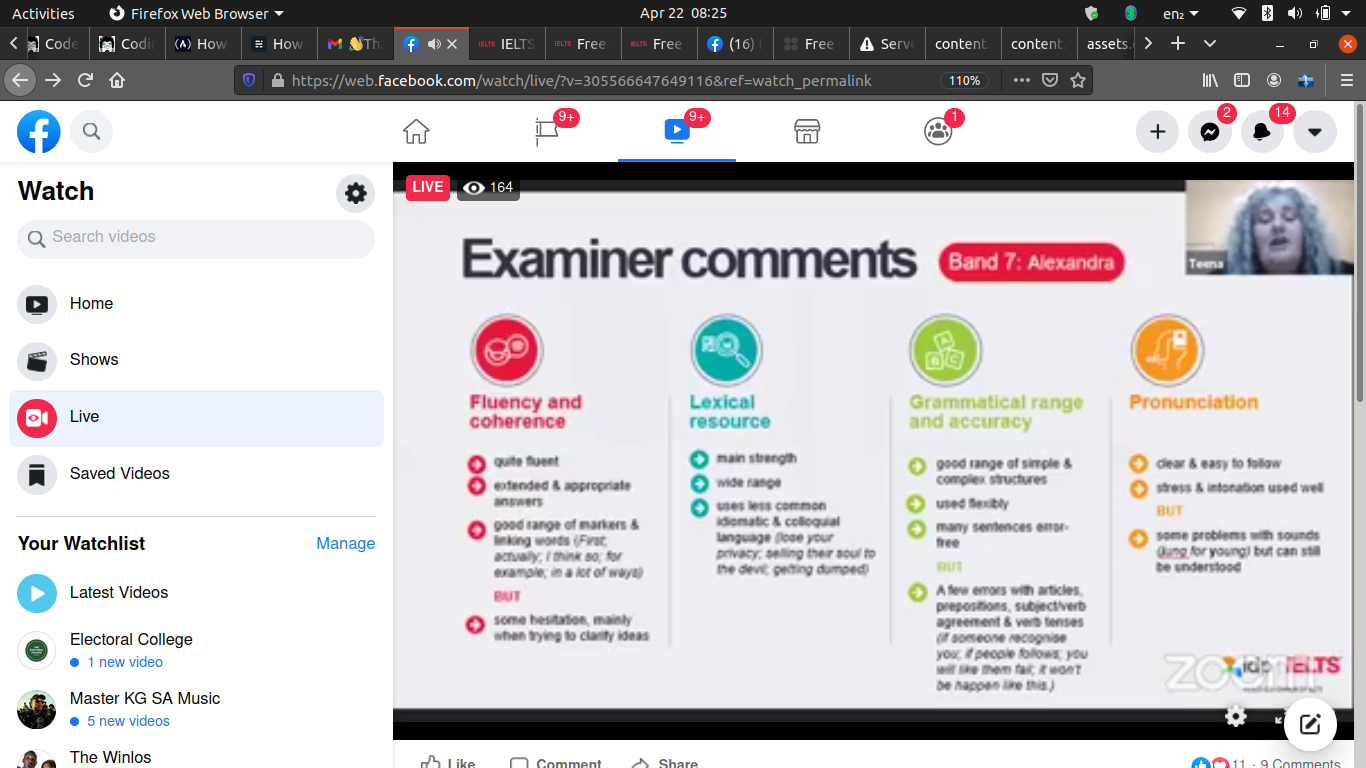 Activities
Firefox Web Browser
Apr 22 08:25
en₂
Code
Codi
How
How
IELTS
Free
Free
(16)
Free
Serv
content.
content.
assets.
https://web.facebook.com/watch/live/?v=305566647649116&ref=watch_permalink
110%
9+
9+
1
2
14
Watch
Search videos
Home
Shows
Live
Saved Videos
Your Watchlist
Manage
Latest Videos
Electoral College
1 new video
Master KG SA Music
5 new videos
The Winlos
LIVE
164
Teena
Examiner comments
Band 7: Alexandra
Fluency and
coherence
quite fluent
extended & appropriate
answers
good range of markers &
linking words (First;
actually; I think so; for
example; in a lot of ways)
BUT
some hesitation, mainly
when trying to clarify ideas
Lexical
resource
main strength
wide range
uses less common
idiomatic & colloquial
language (lose your
privacy; selling their soul to
the devil; getting dumped)
Grammatical range
and accuracy
good range of simple &
complex structures
used flexibly
many sentences error-
free
BUT
A few errors with articles,
prepositions, subject/verb
agreement & verb tenses
(if someone recognise
you; if people follows; you
will like them fail; it won't
be happen like this.)
Pronunciation
clear & easy to follow
stress & intonation used well
BUT
some problems with sounds
(jung for young) but can still
be understood
zoom
idp IELTS
Like
Comment
Share
11 · 9 Comments